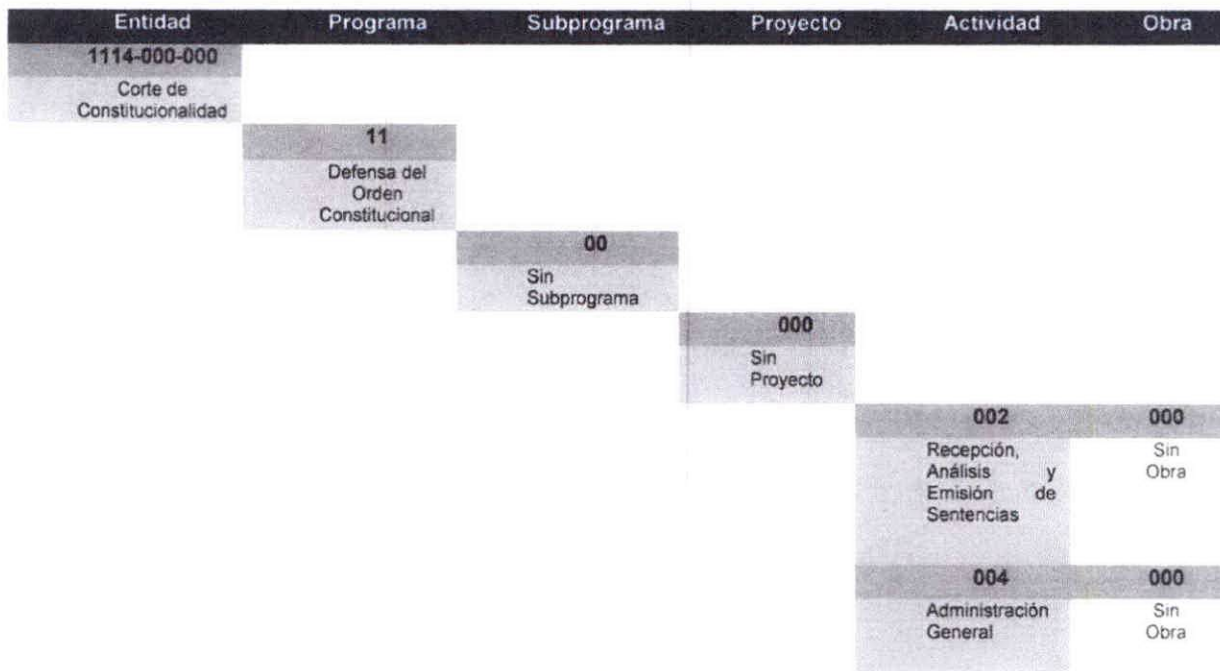 Entidad Programa Subprograma Proyecto Actividad Obra
1114-000-000
Corte de
Constitucionalidad
11
Defensa del
Orden
Constitucional
00
Sin
Subprograma
000
Sin
Proyecto
002 000
Recepción, Sin
Análisis y Obra
Emisión de
Sentencias
004 000
Administración Sin
General Obra